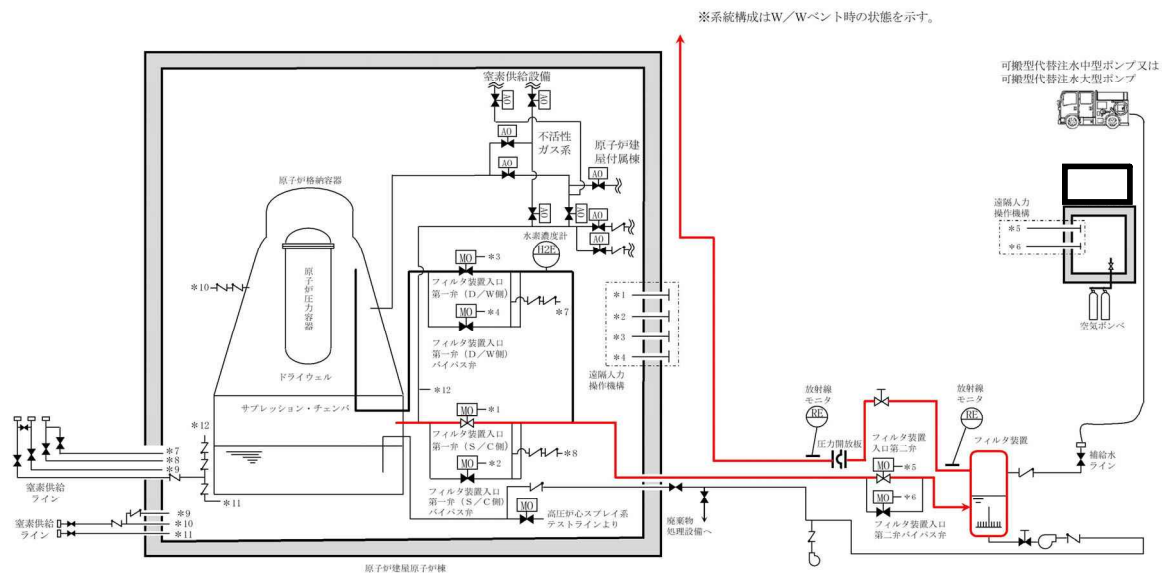 ※系統構成はW/Wベント時の状態を示す。
可搬型代替注水中型ポンプ又は
可搬型代替注水大型ポンプ
窒素供給設備
AO
AO
AO
不活性
ガス系
原子炉建
屋付属棟
AO
AO
原子炉格納容器
AO
AO
AO
AO
水素濃度計
H2E
遠隔人力
操作機構
*5
*6
空気ボンベ
原子炉圧力容器
*10
MO
*3
フィルタ装置入口
第一弁(D/W側)
MO
*4
*7
フィルタ装置入口
第一弁(D/W側)
バイパス弁
*1
*2
*3
*4
遠隔人力
操作機構
ドライウェル
サプレッション・チェンバ
*12
MO
*1
フィルタ装置入口
第一弁(S/C側)
MO
*2
*8
フィルタ装置入口
第一弁(S/C側)
バイパス弁
放射線
モニタ
RE
放射線
モニタ
RE
圧力開放板
フィルタ装置
入口第二弁
MO
*5
MO
*6
フィルタ装置入口
第二弁バイパス弁
フィルタ装置
補給水
ライン
*12
*7
*8
*9
*11
窒素供給
ライン
MO
高圧炉心スプレイ系
テストラインより
廃棄物
処理設備へ
窒素供給
ライン
*9
*10
*11
原子炉建屋原子炉棟